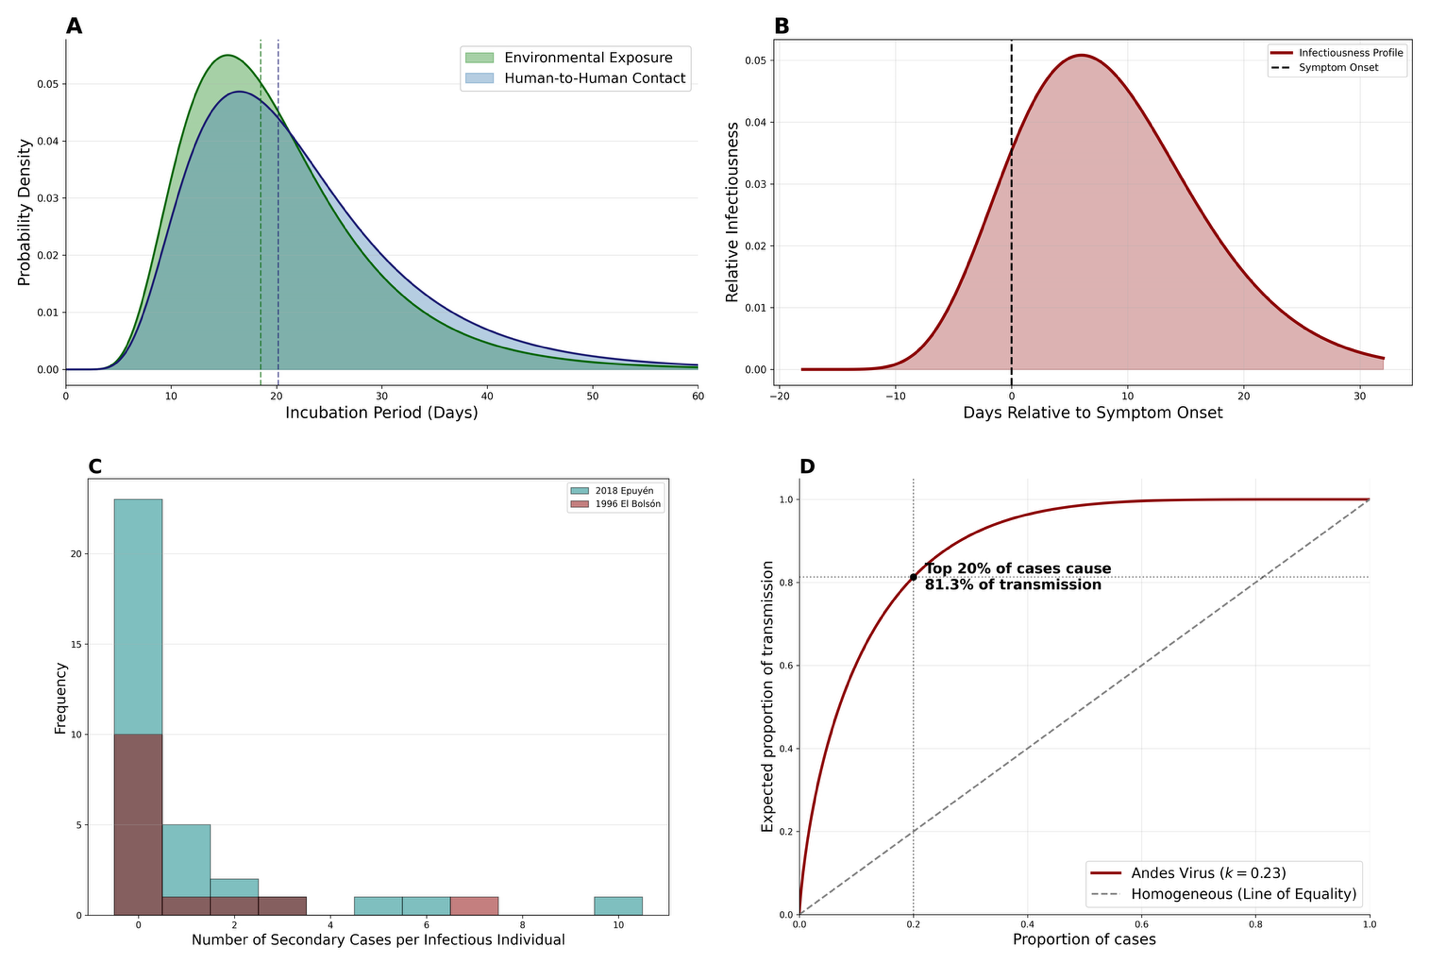 A
Environmental Exposure
Human-to-Human Contact
Probability Density
0.05
0.04
0.03
0.02
0.01
0.00
0 10 20 30 40 50 60
Incubation Period (Days)
B
Infectiousness Profile
Symptom Onset
Relative Infectiousness
0.05
0.04
0.03
0.02
0.01
0.00
−20 −10 0 10 20 30
Days Relative to Symptom Onset
C
2018 Epuyén
1996 El Bolsón
Frequency
20
15
10
5
0
0 2 4 6 8 10
Number of Secondary Cases per Infectious Individual
D
Expected proportion of transmission
1.0
0.8
0.6
0.4
0.2
0.0
Top 20% of cases cause
81.3% of transmission
Andes Virus (k = 0.23)
Homogeneous (Line of Equality)
0.0 0.2 0.4 0.6 0.8 1.0
Proportion of cases